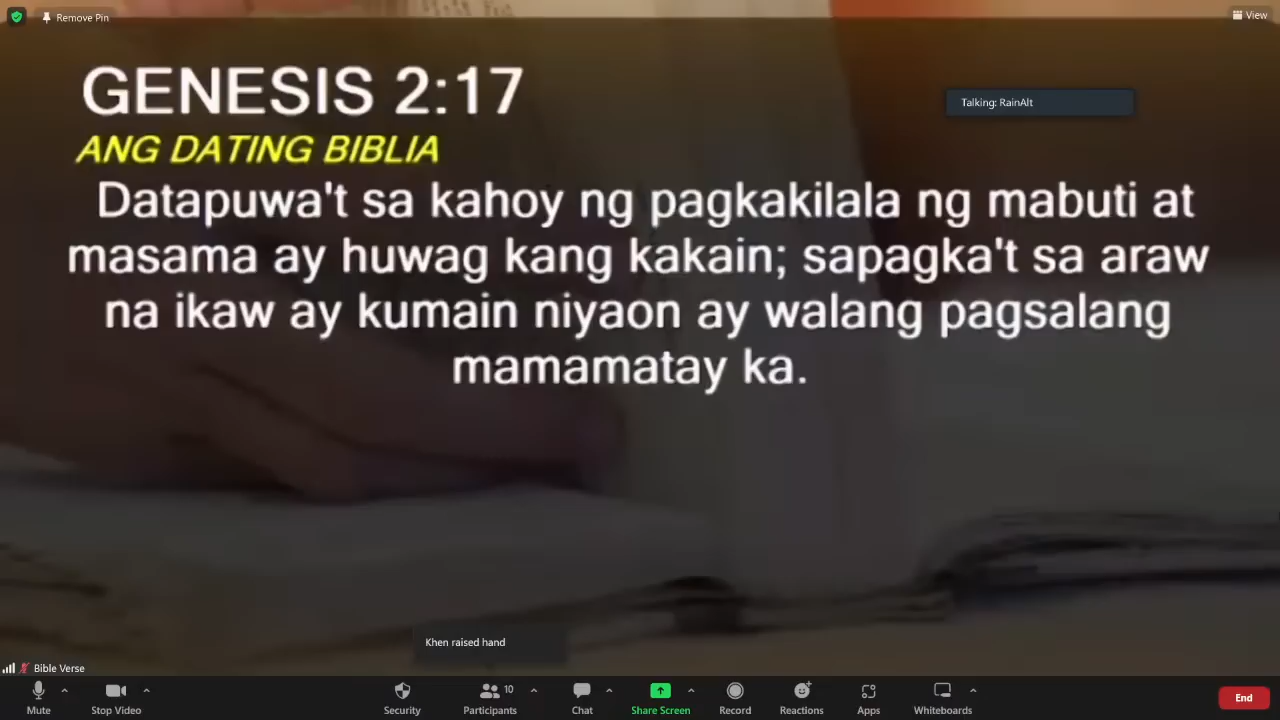 Remove Pin
View
GENESIS 2:17
Talking: RainAlt
ANG DATING BIBLIA
Datapuwa't sa kahoy ng pagkakilala ng mabuti at
masama ay huwag kang kakain; sapagka't sa araw
na ikaw ay kumain niyaon ay walang pagsalang
mamamatay ka.
Khen raised hand
Bible Verse
10
Mute
Stop Video
Security
Participants
Chat
Share Screen
Record
Reactions
Apps
Whiteboards
End